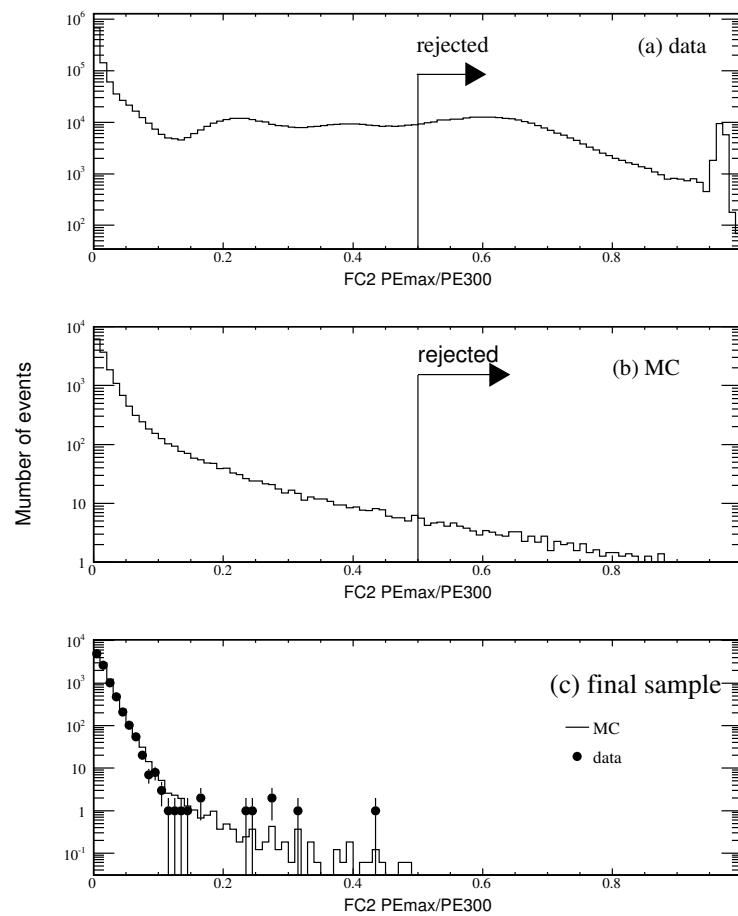 10^6
rejected
(a) data
10^5
10^4
10^3
10^2
0 0.2 0.4 0.6 0.8
FC2 PEmax/PE300
10^4
rejected
(b) MC
10^3
10^2
10
1
0 0.2 0.4 0.6 0.8
FC2 PEmax/PE300
Mumber of events
10^4
10^3
(c) final sample
10^2
MC
10
data
1
10^-1
0 0.2 0.4 0.6 0.8
FC2 PEmax/PE300